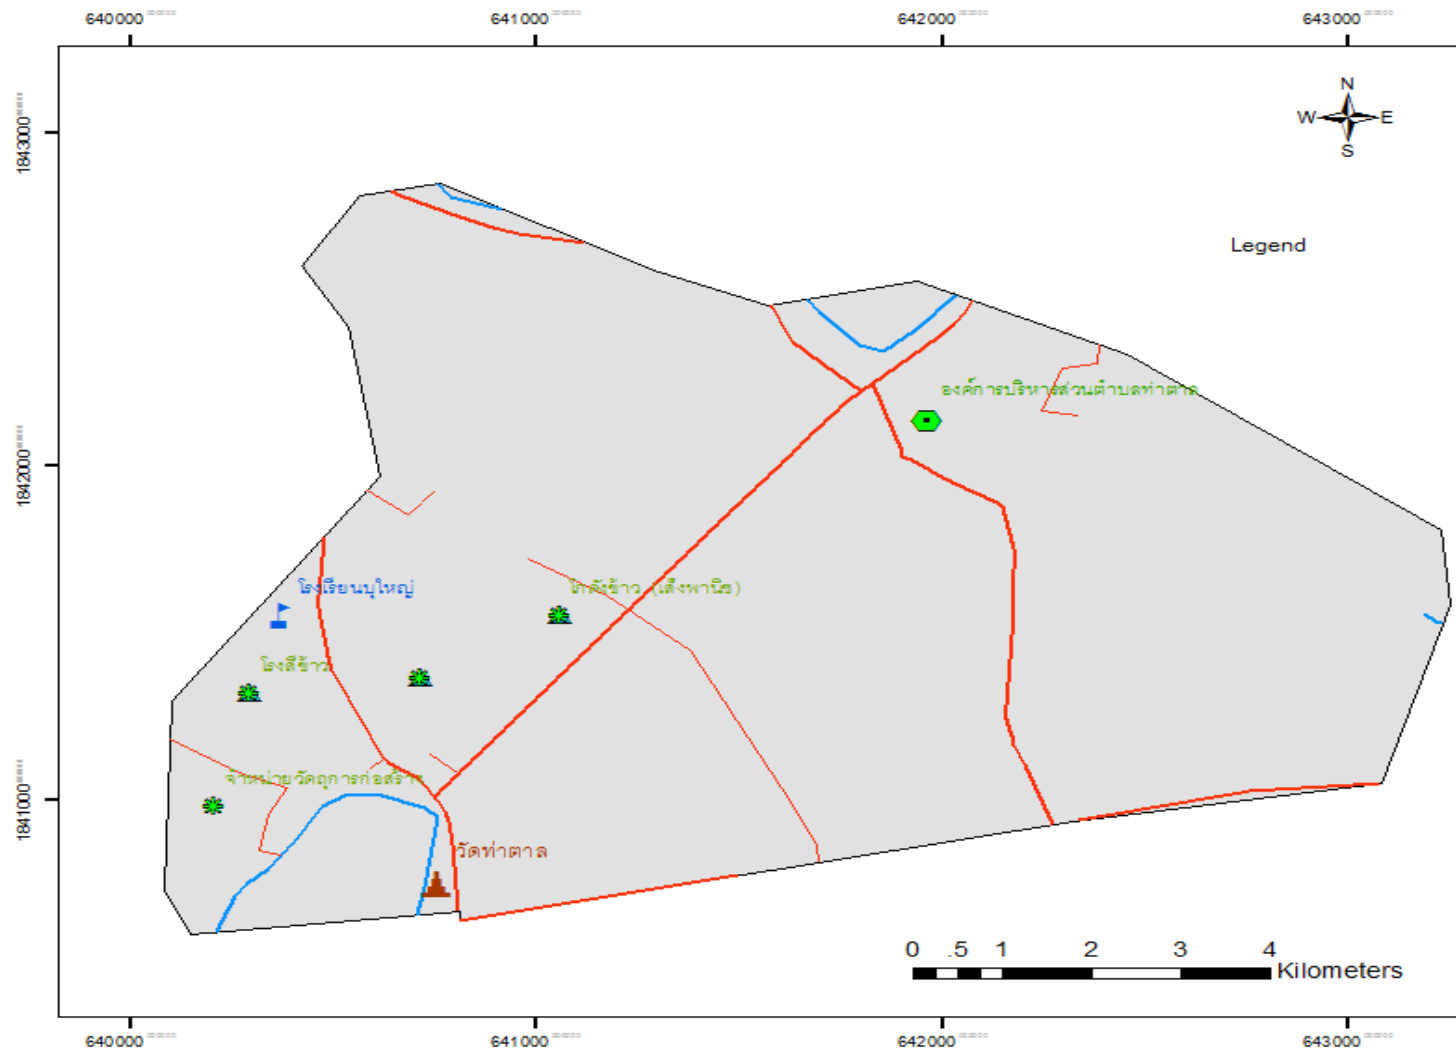 640000 641000 642000 643000
1843000
N
W E
S
Legend
องค์การบริหารส่วนตำบลท่าตาล
1842000
โรงเรียนบุใหญ่
โกดังข้าว (เส็งพานิช)
โรงสีข้าว
จำหน่ายวัตถุการก่อสร้าง
1841000
วัดท่าตาล
0 .5 1 2 3 4
Kilometers
640000 641000 642000 643000